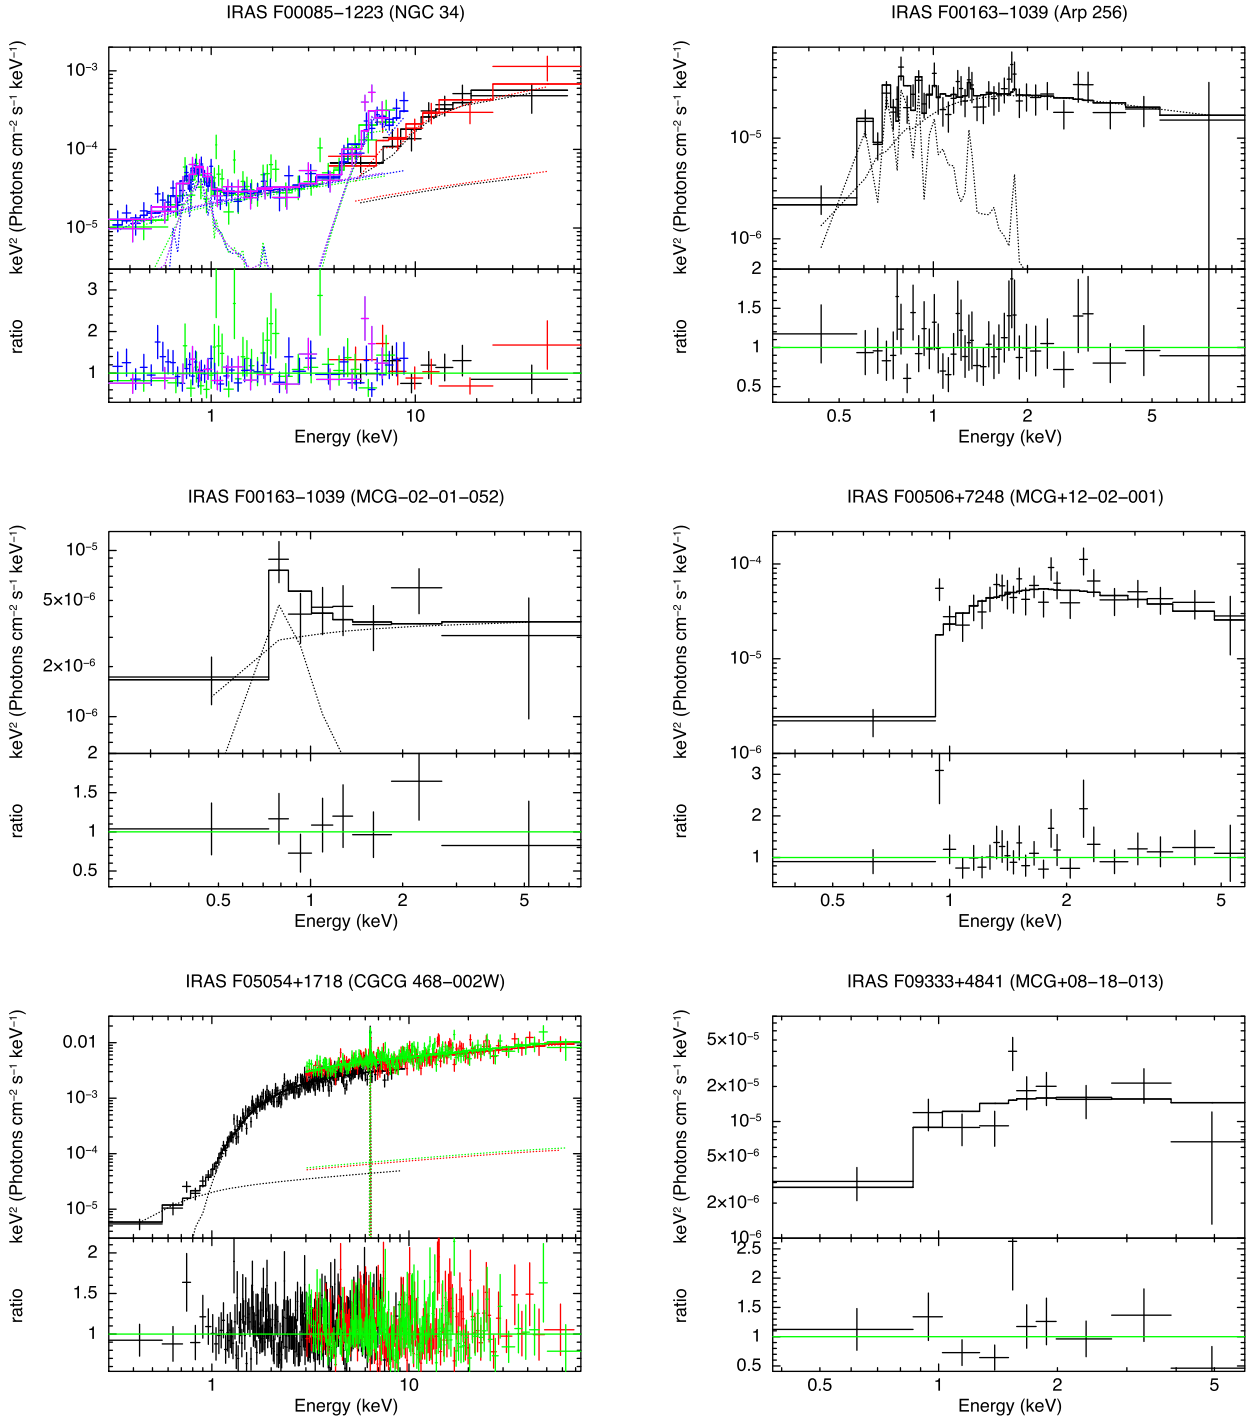 IRAS F00085−1223 (NGC 34)
keV² (Photons cm⁻² s⁻¹ keV⁻¹)
10⁻³
10⁻⁴
10⁻⁵
ratio
3
2
1
1
10
Energy (keV)
IRAS F00163−1039 (Arp 256)
keV² (Photons cm⁻² s⁻¹ keV⁻¹)
10⁻⁵
10⁻⁶
ratio
2
1.5
1
0.5
0.5
1
2
5
Energy (keV)
IRAS F00163−1039 (MCG−02−01−052)
keV² (Photons cm⁻² s⁻¹ keV⁻¹)
10⁻⁵
5×10⁻⁶
2×10⁻⁶
10⁻⁶
ratio
2
1.5
1
0.5
0.5
1
2
5
Energy (keV)
IRAS F00506+7248 (MCG+12−02−001)
keV² (Photons cm⁻² s⁻¹ keV⁻¹)
10⁻⁴
10⁻⁵
10⁻⁶
ratio
3
2
1
0.5
1
2
5
Energy (keV)
IRAS F05054+1718 (CGCG 468−002W)
keV² (Photons cm⁻² s⁻¹ keV⁻¹)
0.01
10⁻³
10⁻⁴
10⁻⁵
ratio
2
1.5
1
1
10
Energy (keV)
IRAS F09333+4841 (MCG+08−18−013)
keV² (Photons cm⁻² s⁻¹ keV⁻¹)
5×10⁻⁵
2×10⁻⁵
10⁻⁵
5×10⁻⁶
2×10⁻⁶
10⁻⁶
ratio
2.5
2
1.5
1
0.5
0.5
1
2
5
Energy (keV)